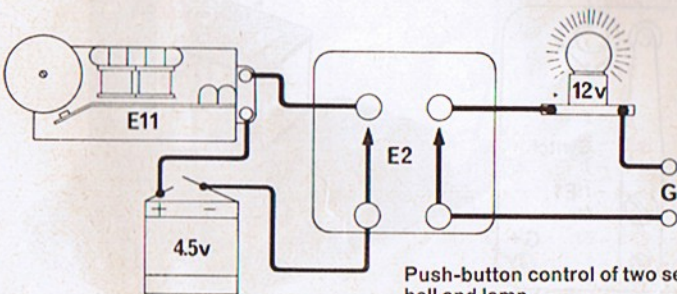 12v
E11
E2
G
+ −
4.5v
Push-button control of two se
bell and lamp